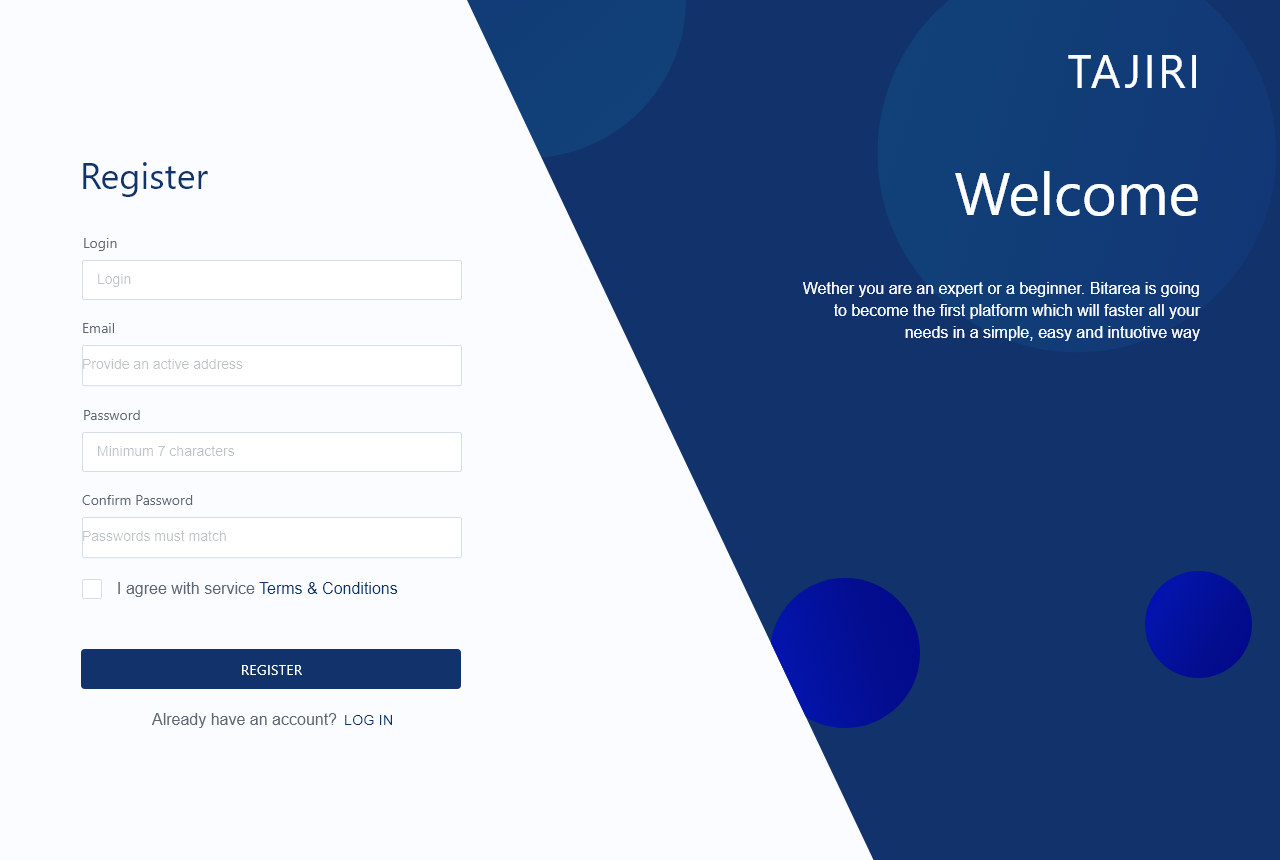 Register
Login
Login
Email
Provide an active address
Password
Minimum 7 characters
Confirm Password
Passwords must match
I agree with service Terms & Conditions
REGISTER
Already have an account? LOG IN
TAJIRI
Welcome
Wether you are an expert or a beginner. Bitarea is going
to become the first platform which will faster all your
needs in a simple, easy and intuotive way